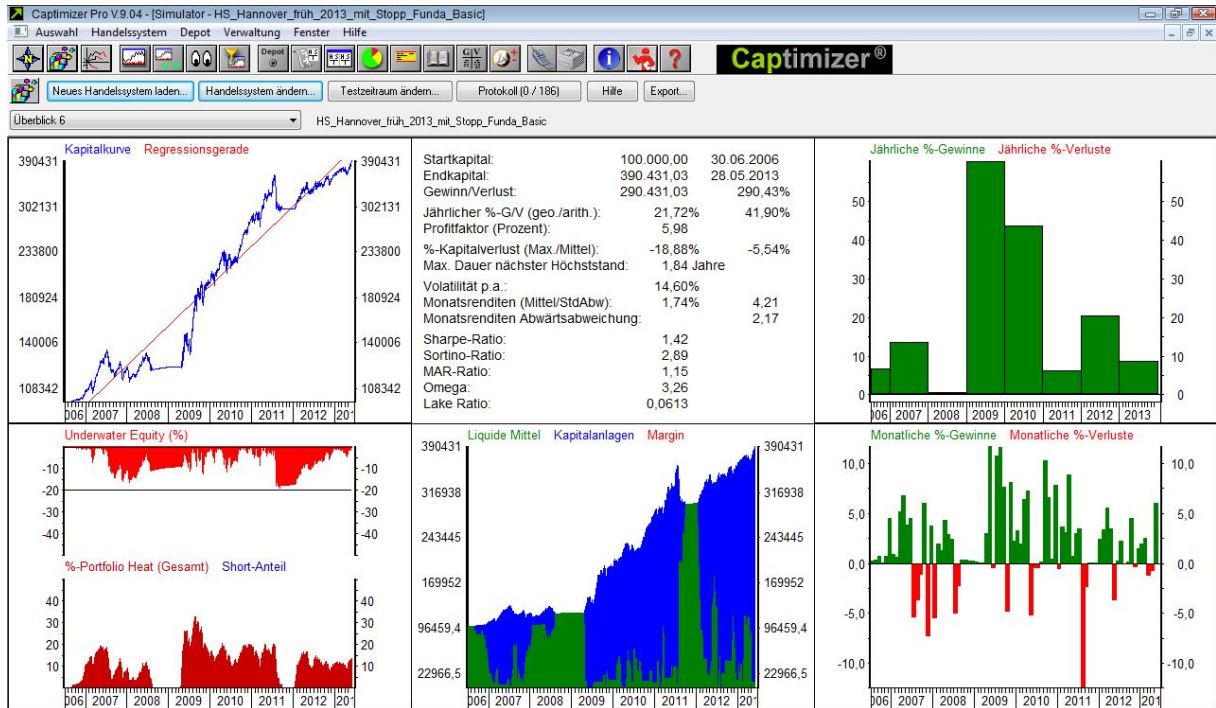 Captimizer Pro V.9.04 - [Simulator - HS_Hannover_früh_2013_mit_Stopp_Funda_Basic]
Auswahl Handelssystem Depot Verwaltung Fenster Hilfe
Depot
HSHS
G|V
Captimizer®
Neues Handelssystem laden... Handelssystem ändern... Testzeitraum ändern... Protokoll (0 / 186) Hilfe Export...
Überblick 6 HS_Hannover_früh_2013_mit_Stopp_Funda_Basic
Kapitalkurve Regressionsgerade
390431 390431
302131 302131
233800 233800
180924 180924
140006 140006
108342 108342
006 2007 2008 2009 2010 2011 2012 201
Startkapital: 100.000,00 30.06.2006
Endkapital: 390.431,03 28.05.2013
Gewinn/Verlust: 290.431,03 290,43%
Jährlicher %-G/V (geo./arith.): 21,72% 41,90%
Profitfaktor (Prozent): 5,98
%-Kapitalverlust (Max./Mittel): -18,88% -5,54%
Max. Dauer nächster Höchststand: 1,84 Jahre
Volatilität p.a.: 14,60%
Monatsrenditen (Mittel/StdAbw): 1,74% 4,21
Monatsrenditen Abwärtsabweichung: 2,17
Sharpe-Ratio: 1,42
Sortino-Ratio: 2,89
MAR-Ratio: 1,15
Omega: 3,26
Lake Ratio: 0,0613
Jährliche %-Gewinne Jährliche %-Verluste
50 50
40 40
30 30
20 20
10 10
0 0
006 2007 2008 2009 2010 2011 2012 2013
Underwater Equity (%)
-10 -10
-20 -20
-30 -30
-40 -40
%-Portfolio Heat (Gesamt) Short-Anteil
40 40
30 30
20 20
10 10
006 2007 2008 2009 2010 2011 2012 201
Liquide Mittel Kapitalanlagen Margin
390431 390431
316938 316938
243445 243445
169952 169952
96459,4 96459,4
22966,5 22966,5
006 2007 2008 2009 2010 2011 2012 201
Monatliche %-Gewinne Monatliche %-Verluste
10,0 10,0
5,0 5,0
0,0 0,0
-5,0 -5,0
-10,0 -10,0
006 2007 2008 2009 2010 2011 2012 201